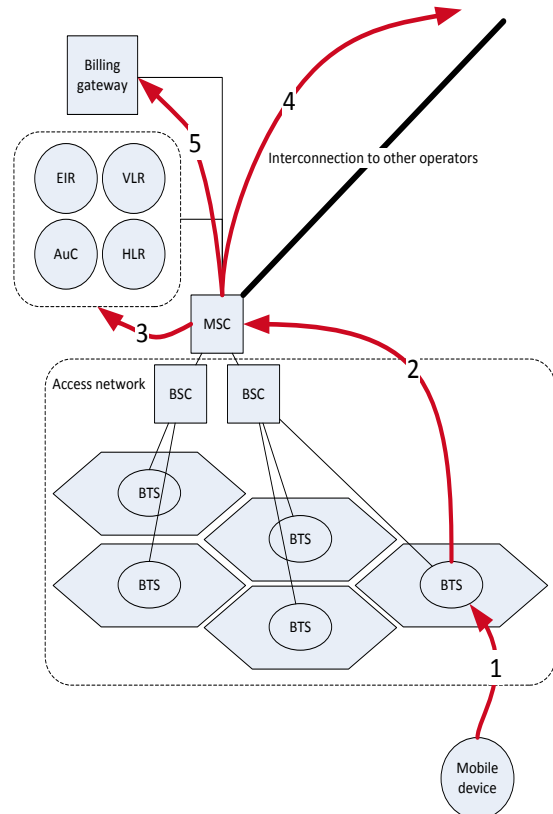 Billing
gateway
4
5
Interconnection to other operators
EIR
VLR
AuC
HLR
MSC
3
2
Access network
BSC
BSC
BTS
BTS
BTS
BTS
BTS
1
Mobile
device